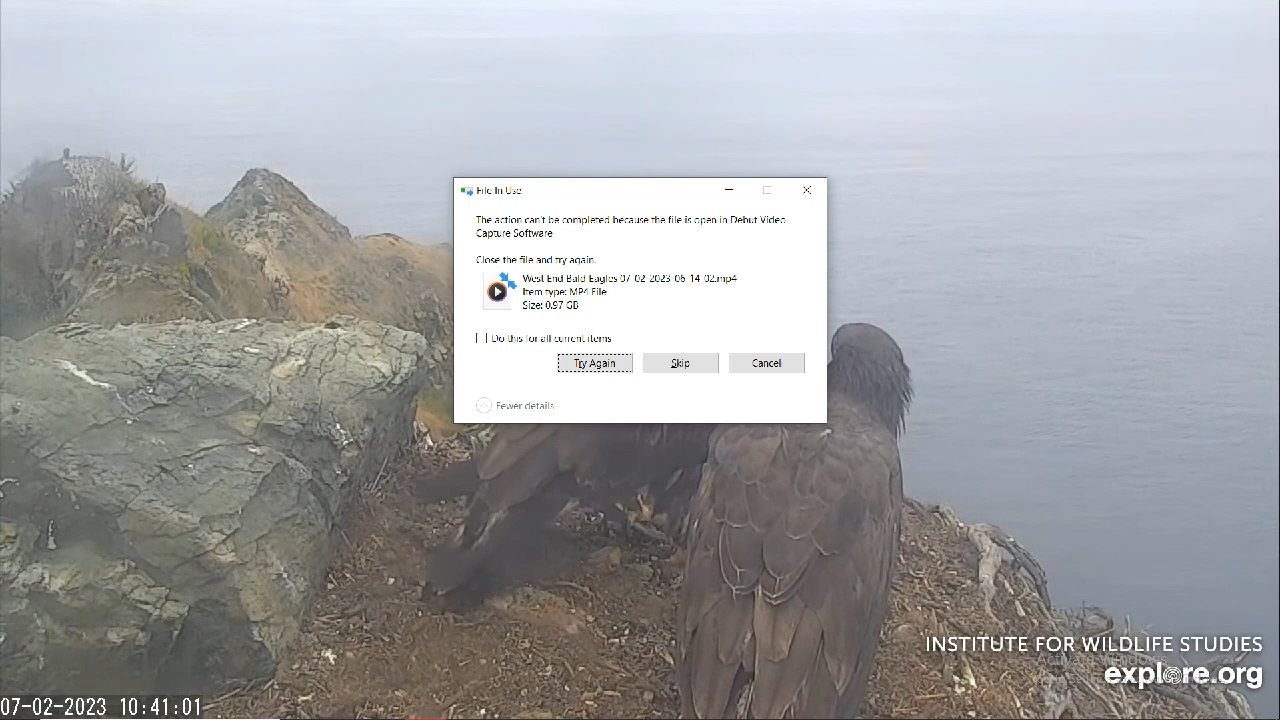 File In Use
The action can't be completed because the file is open in Debut Video
Capture Software
Close the file and try again.
West End Bald Eagles 07-02-2023-06-14-02.mp4
Item type: MP4 File
Size: 0.97 GB
Do this for all current items
Try Again
Skip
Cancel
Fewer details
INSTITUTE FOR WILDLIFE STUDIES
explore.org
07-02-2023 10:41:01